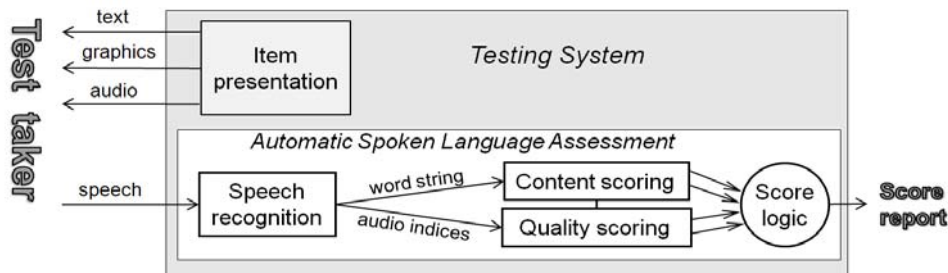 Test taker
text
graphics
audio
Item
presentation
Testing System
Automatic Spoken Language Assessment
speech
Speech
recognition
word string
audio indices
Content scoring
Quality scoring
Score
logic
Score
report